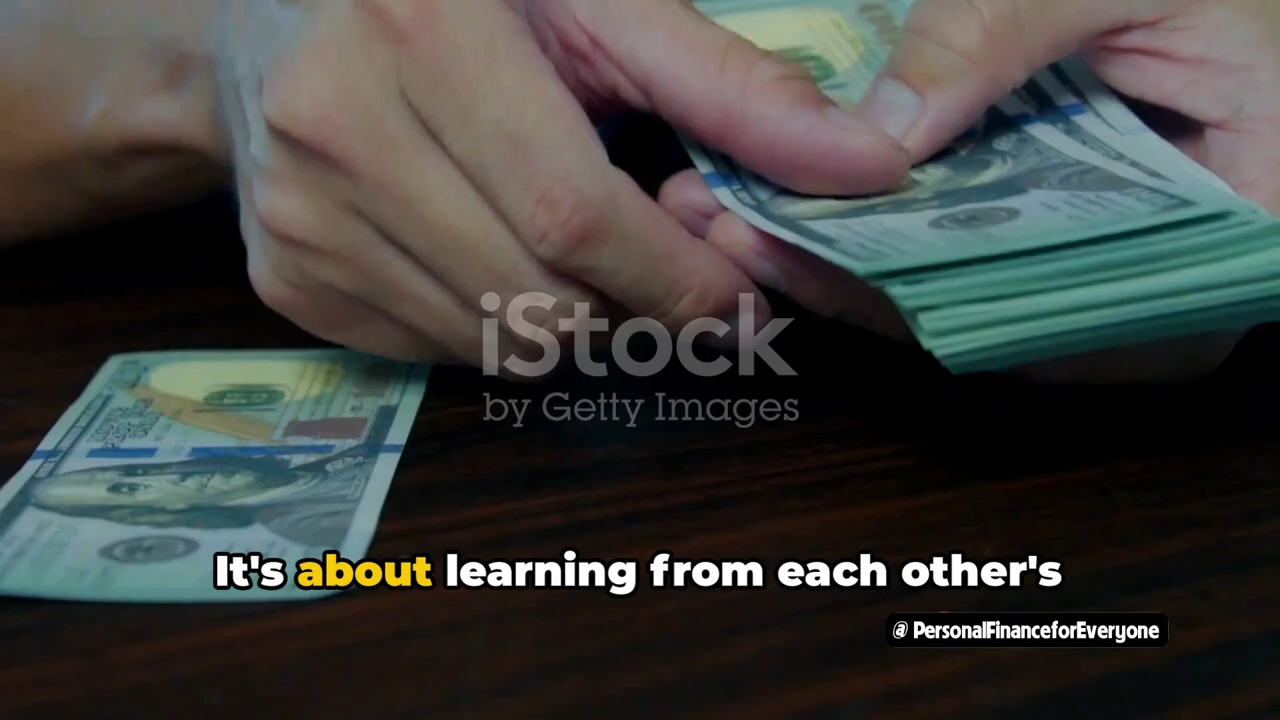 iStock
by Getty Images
It's about learning from each other's
@ PersonalFinanceforEveryone